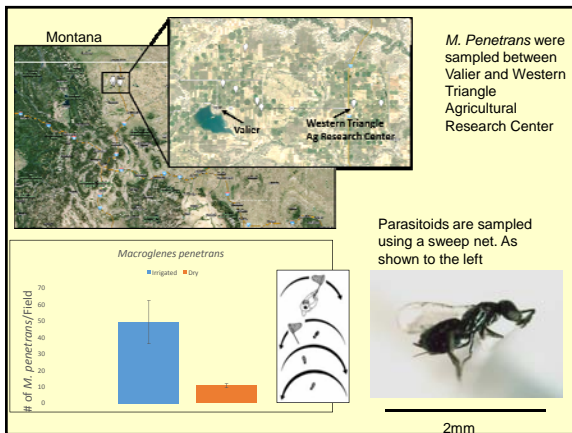 Montana
Valier
Western Triangle
Ag Research Center
M. Penetrans were
sampled between
Valier and Western
Triangle
Agricultural
Research Center
Macroglenes penetrans
Irrigated Dry
# of M. penetrans/Field
70
60
50
40
30
20
10
0
Parasitoids are sampled
using a sweep net. As
shown to the left
2mm